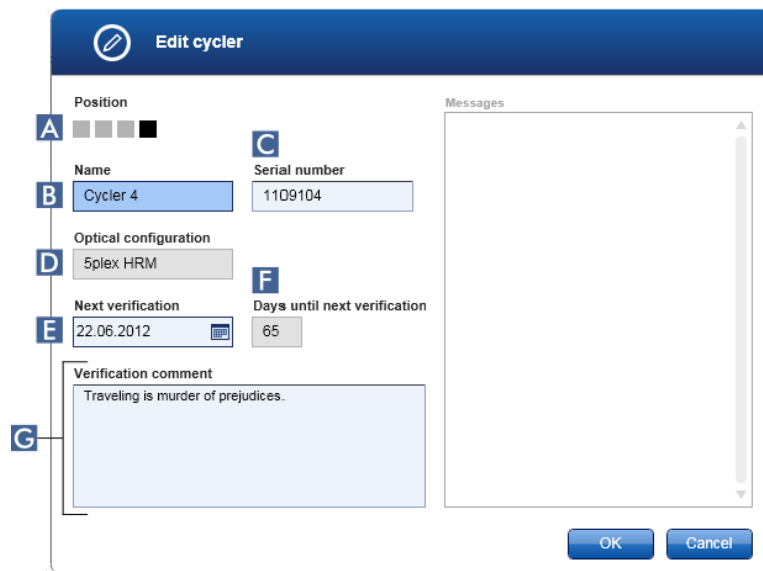 Edit cycler
Position
Messages
A
C
Name
Serial number
B
Cycler 4
1109104
Optical configuration
D
5plex HRM
F
Next verification
Days until next verification
E
22.06.2012
65
Verification comment
Traveling is murder of prejudices.
G
OK
Cancel